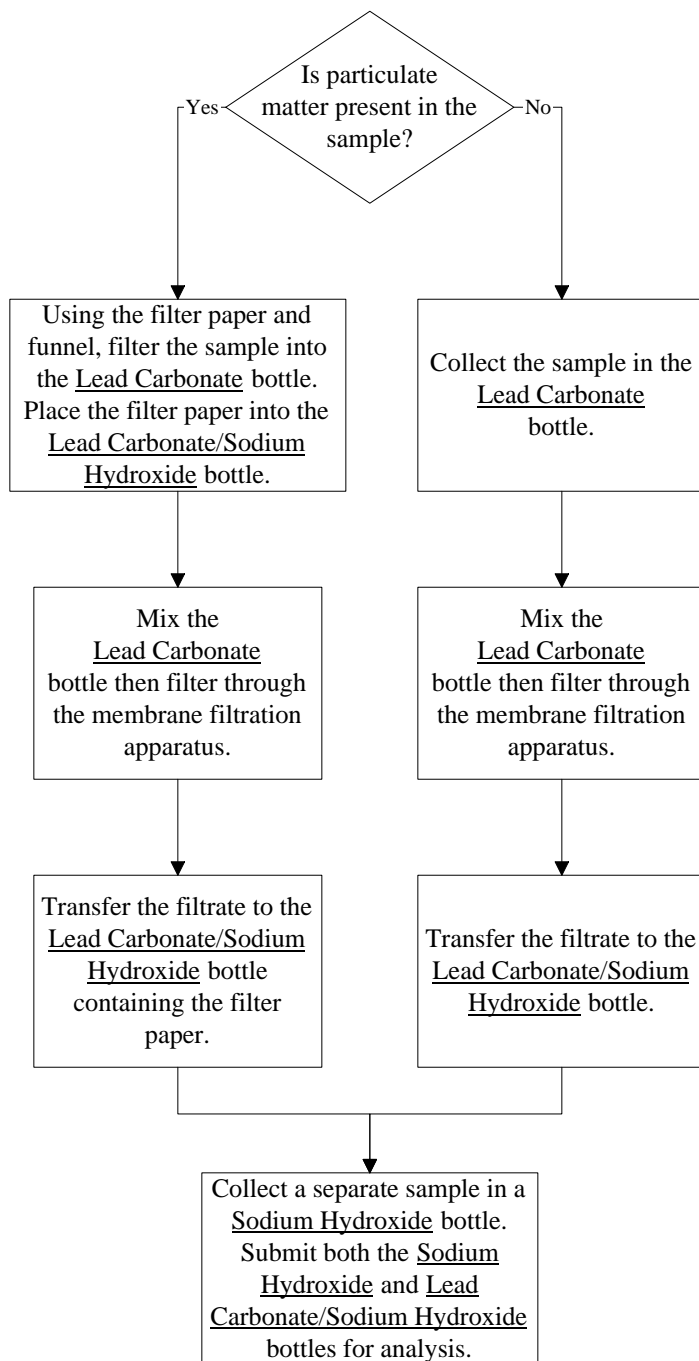 Is particulate
matter present in the
sample?
Yes
No
Using the filter paper and
funnel, filter the sample into
the Lead Carbonate bottle.
Place the filter paper into the
Lead Carbonate/Sodium
Hydroxide bottle.
Collect the sample in the
Lead Carbonate
bottle.
Mix the
Lead Carbonate
bottle then filter through
the membrane filtration
apparatus.
Mix the
Lead Carbonate
bottle then filter through
the membrane filtration
apparatus.
Transfer the filtrate to the
Lead Carbonate/Sodium
Hydroxide bottle
containing the filter
paper.
Transfer the filtrate to the
Lead Carbonate/Sodium
Hydroxide bottle.
Collect a separate sample in a
Sodium Hydroxide bottle.
Submit both the Sodium
Hydroxide and Lead
Carbonate/Sodium Hydroxide
bottles for analysis.